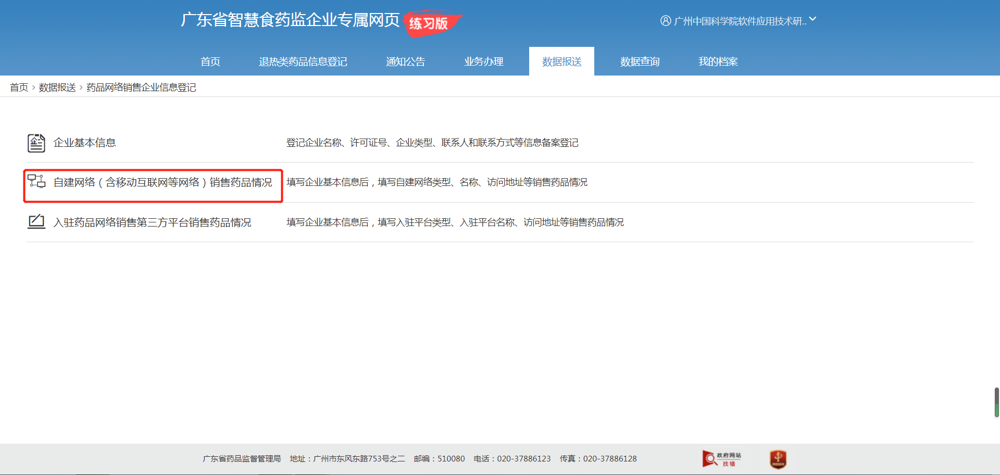 广东省智慧食药监企业专属网页 练习版
广州中国科学院软件应用技术研..
首页 退热类药品信息登记 通知公告 业务办理 数据报送 数据查询 我的档案
首页 › 数据报送 › 药品网络销售企业信息登记
企业基本信息 登记企业名称、许可证号、企业类型、联系人和联系方式等信息备案登记
自建网络（含移动互联网等网络）销售药品情况 填写企业基本信息后，填写自建网络类型、名称、访问地址等销售药品情况
入驻药品网络销售第三方平台销售药品情况 填写企业基本信息后，填写入驻平台类型、入驻平台名称、访问地址等销售药品情况
广东省药品监督管理局 地址：广州市东风东路753号之二 邮编：510080 电话：020-37886123 传真：020-37886128
政府网站
找错